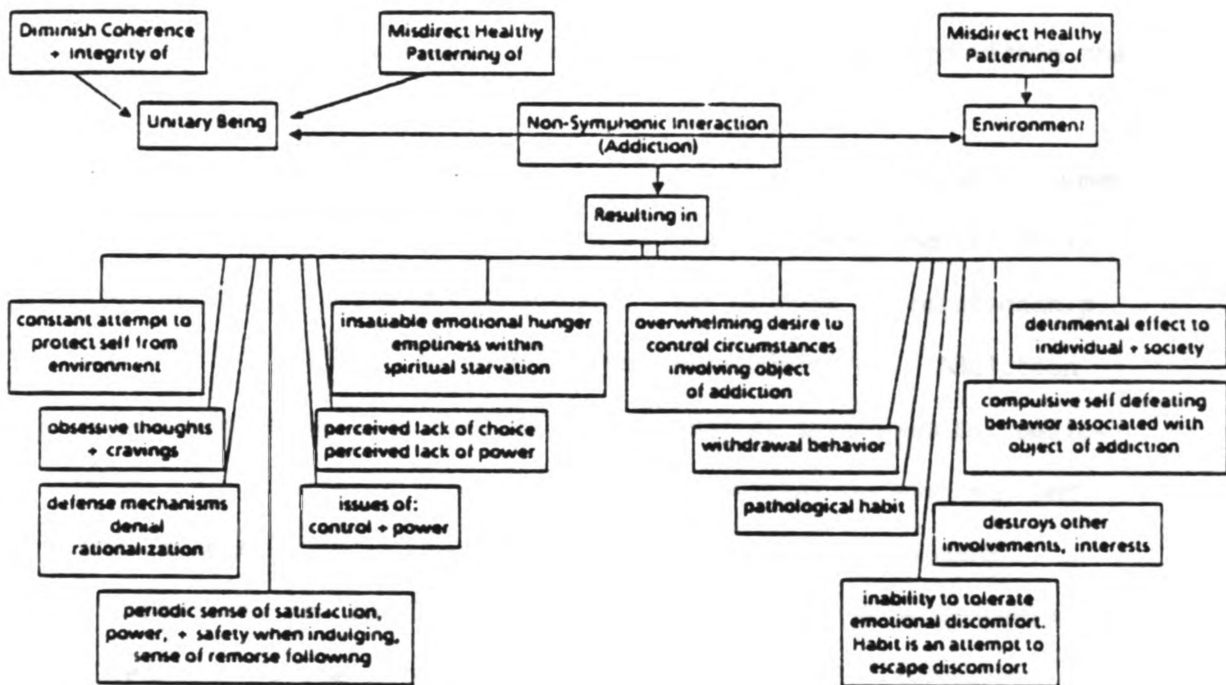 Diminish Coherence
+ Integrity of
Misdirect Healthy
Patterning of
Misdirect Healthy
Patterning of
Unitary Being
Non-Symphonic Interaction
(Addiction)
Environment
Resulting in
constant attempt to
protect self from
environment
insatiable emotional hunger
emptiness within
spiritual starvation
overwhelming desire to
control circumstances
involving object
of addiction
detrimental effect to
individual + society
obsessive thoughts
+ cravings
perceived lack of choice
perceived lack of power
withdrawal behavior
compulsive self defeating
behavior associated with
object of addiction
defense mechanisms
denial
rationalization
issues of:
control + power
pathological habit
destroys other
involvements, interests
periodic sense of satisfaction,
power, + safety when indulging,
sense of remorse following
inability to tolerate
emotional discomfort.
Habit is an attempt to
escape discomfort